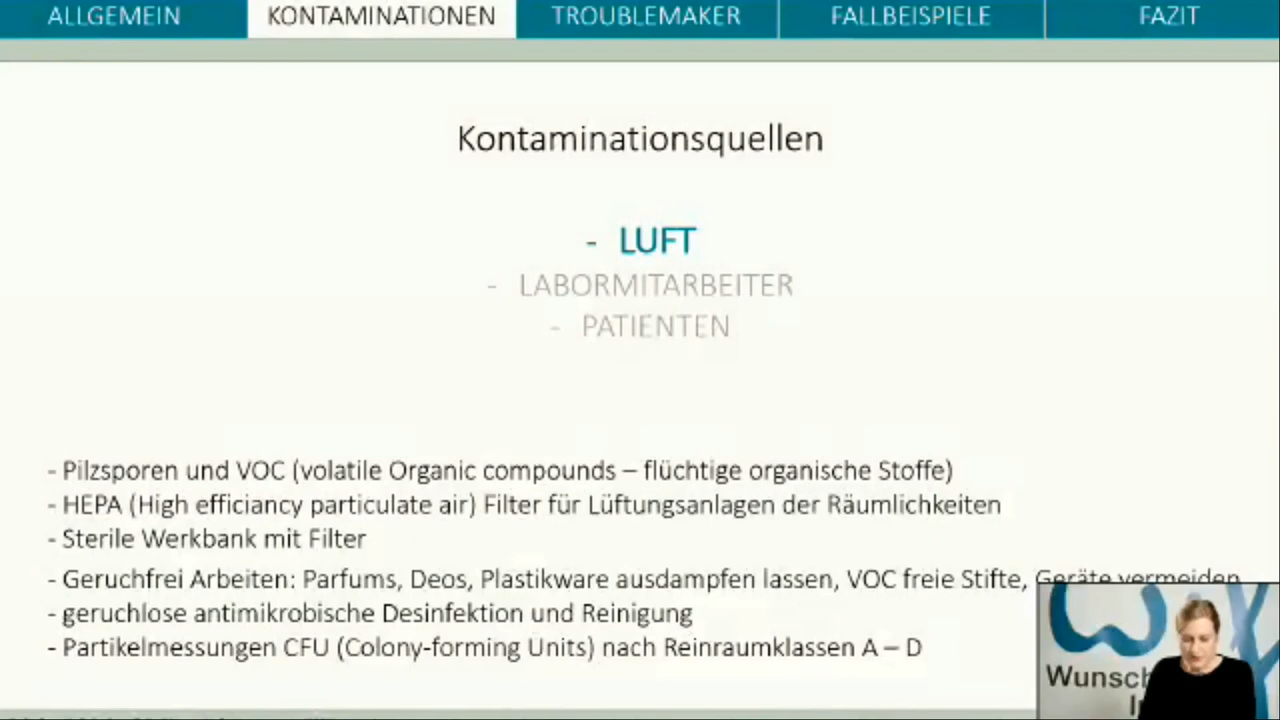 ALLGEMEIN KONTAMINATIONEN TROUBLEMAKER FALLBEISPIELE FAZIT
Kontaminationsquellen
- LUFT
- LABORMITARBEITER
- PATIENTEN
- Pilzsporen und VOC (volatile Organic compounds – flüchtige organische Stoffe)
- HEPA (High efficiancy particulate air) Filter für Lüftungsanlagen der Räumlichkeiten
- Sterile Werkbank mit Filter
- Geruchfrei Arbeiten: Parfums, Deos, Plastikware ausdampfen lassen, VOC freie Stifte, Geräte vermeiden
- geruchlose antimikrobische Desinfektion und Reinigung
- Partikelmessungen CFU (Colony-forming Units) nach Reinraumklassen A – D
Wunsch